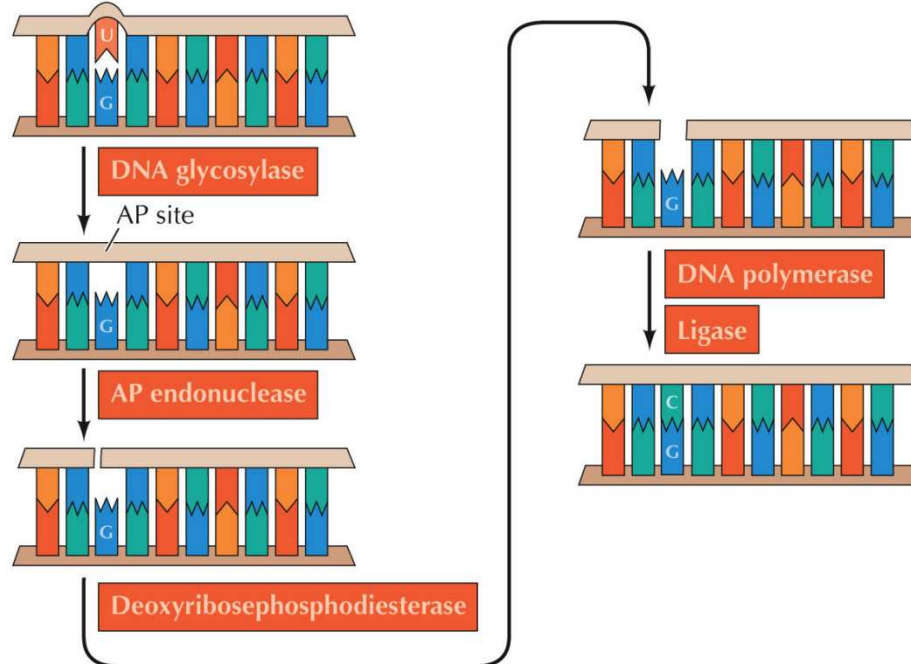 U
G
DNA glycosylase
AP site
G
AP endonuclease
G
Deoxyribosephosphodiesterase
G
DNA polymerase
Ligase
C
G